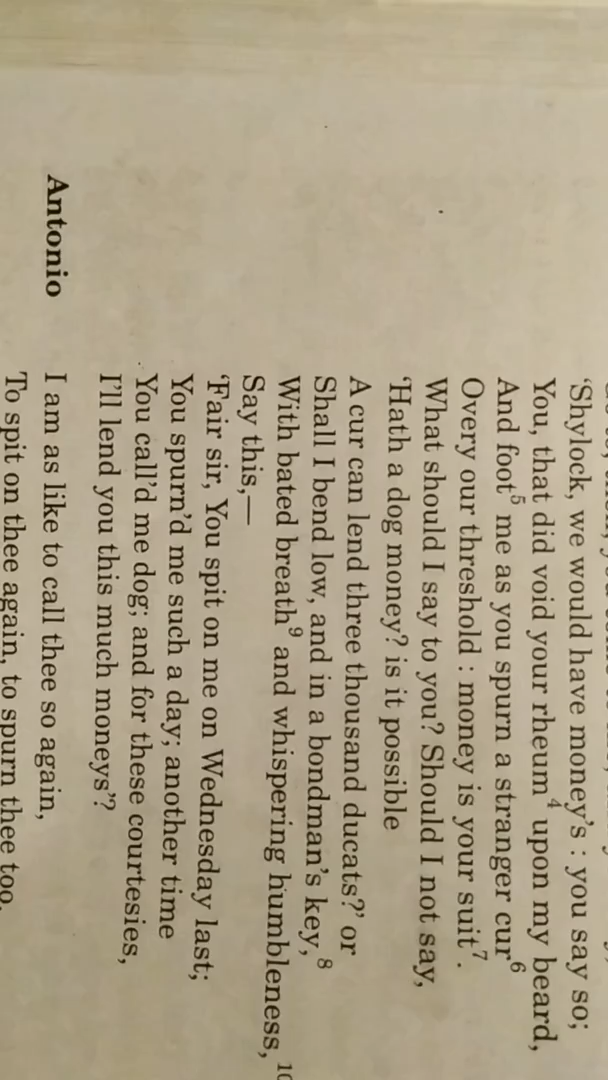 'Shylock, we would have money's : you say so;
You, that did void your rheum⁴ upon my beard,
And foot⁵ me as you spurn a stranger cur⁶
Overy our threshold : money is your suit⁷.
What should I say to you? Should I not say,
'Hath a dog money? is it possible
A cur can lend three thousand ducats?' or
Shall I bend low, and in a bondman's key,⁸
With bated breath⁹ and whispering humbleness,¹⁰
Say this,—
'Fair sir, You spit on me on Wednesday last;
You spurn'd me such a day; another time
You call'd me dog; and for these courtesies,
I'll lend you this much moneys'?
Antonio I am as like to call thee so again,
To spit on thee again, to spurn thee too.